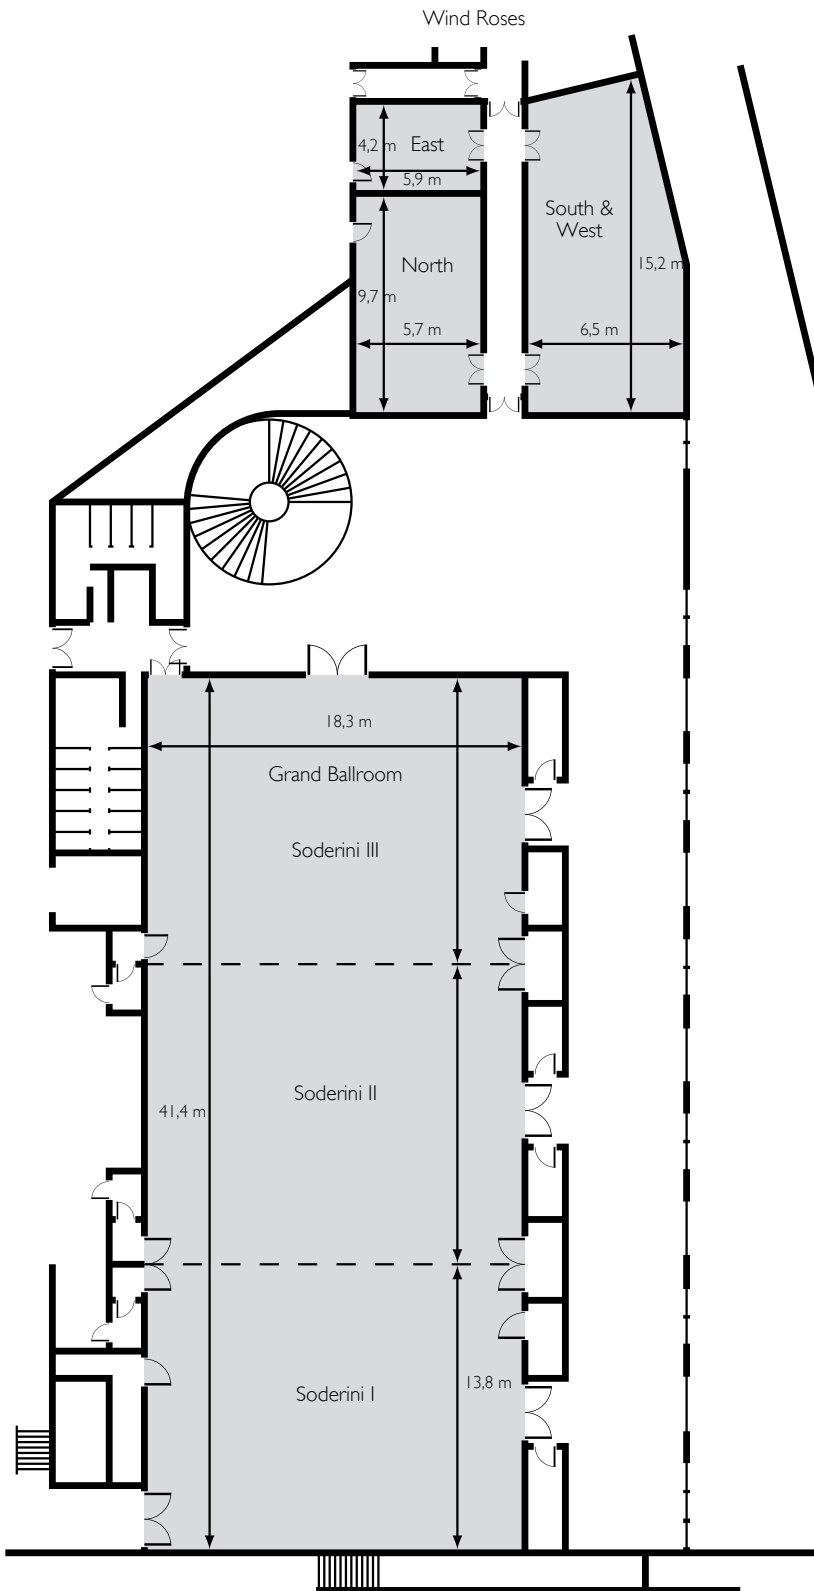 Wind Roses
4,2 m
East
5,9 m
South &
West
North
15,2 m
9,7 m
5,7 m
6,5 m
18,3 m
Grand Ballroom
Soderini III
Soderini II
41,4 m
13,8 m
Soderini I